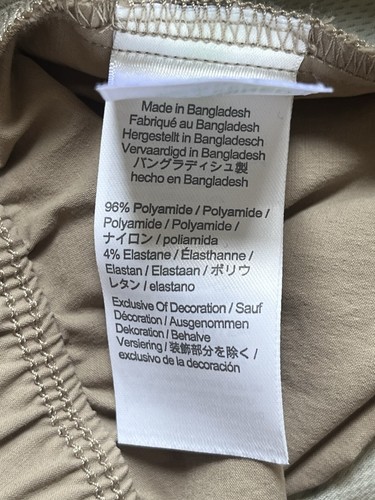 Made in Bangladesh
Fabriqué au Bangladesh
Hergestellt in Bangladesch
Vervaardigd in Bangladesh
バングラディシュ製
hecho en Bangladesh
96% Polyamide / Polyamide /
Polyamide / Polyamide /
ナイロン / poliamida
4% Elastane / Élasthanne /
Elastan / Elastaan / ポリウ
レタン / elastano
Exclusive Of Decoration / Sauf
Décoration / Ausgenommen
Dekoration / Behalve
Versiering / 装飾部分を除く /
exclusivo de la decoración